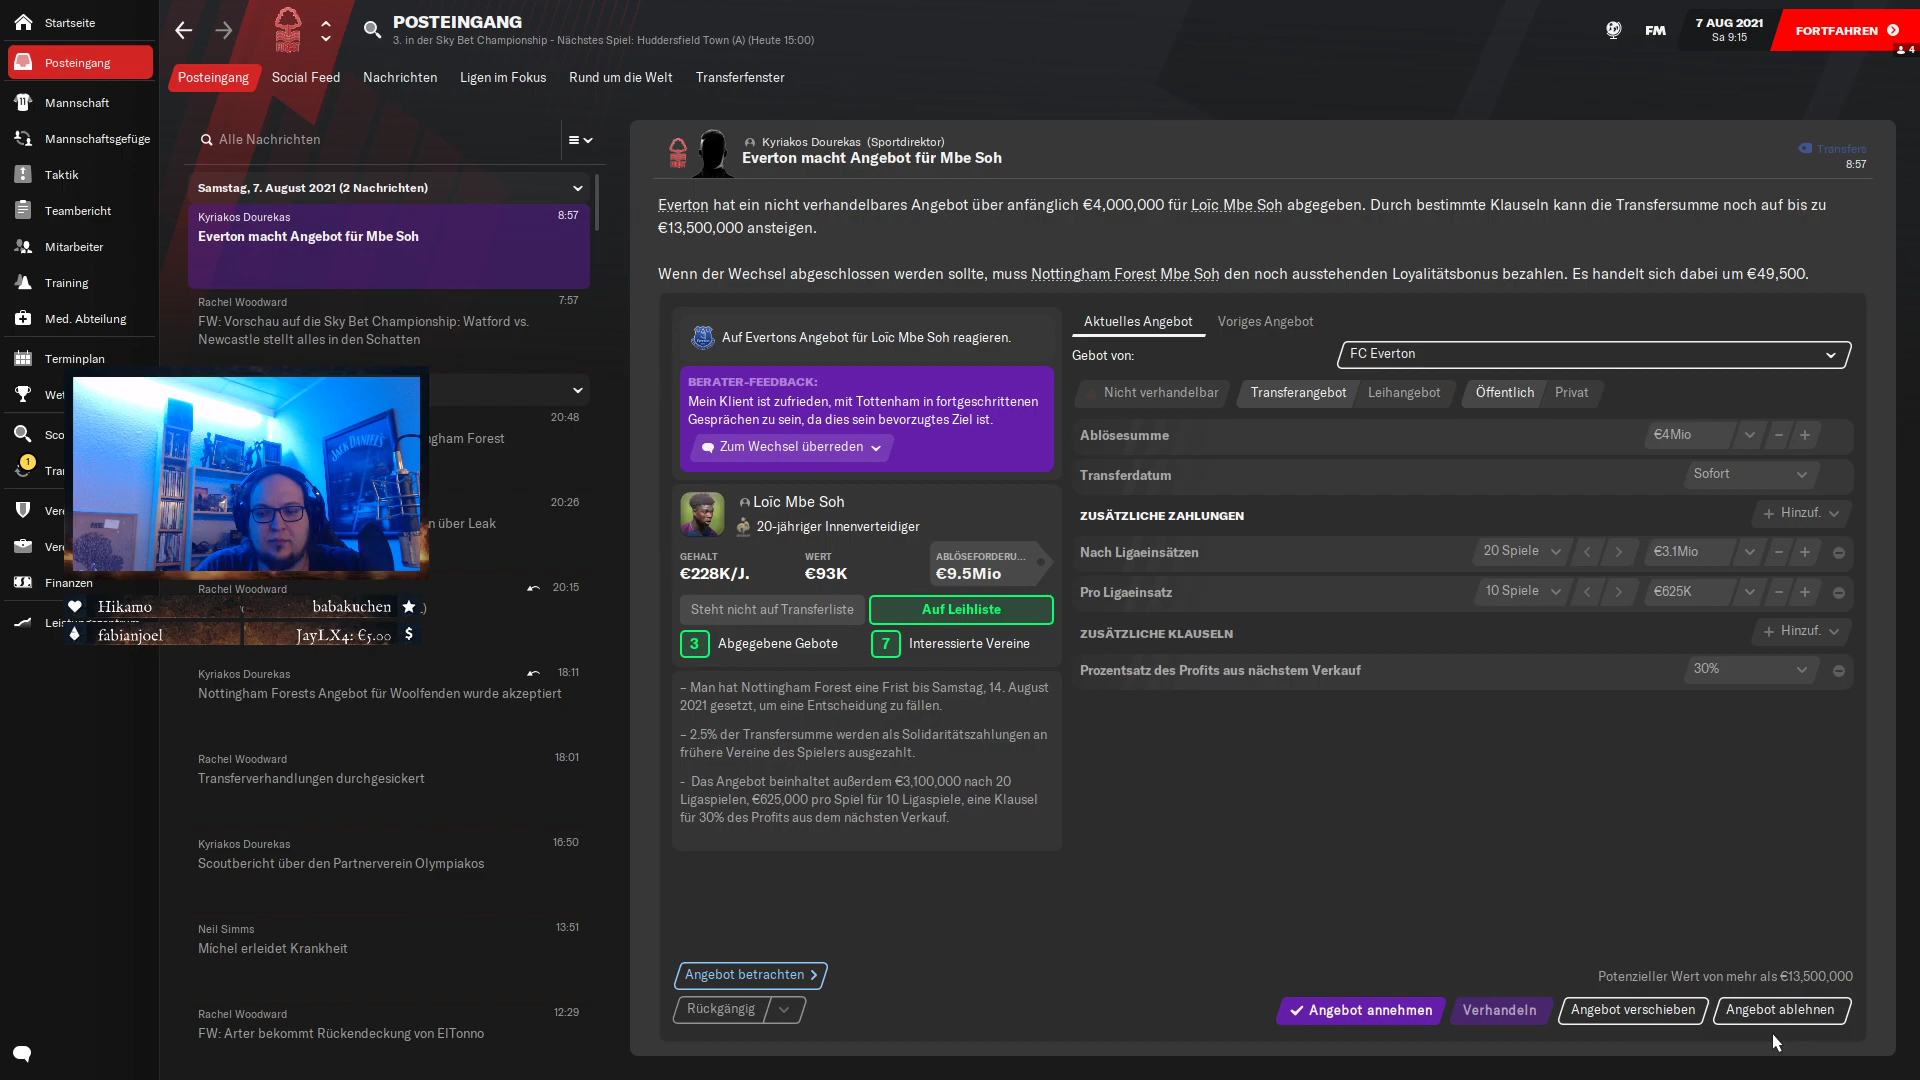 Startseite
Posteingang
Mannschaft
Mannschaftsgefüge
Taktik
Teambericht
Mitarbeiter
Training
Med. Abteilung
Terminplan
Finanzen
POSTEINGANG
3. in der Sky Bet Championship - Nächstes Spiel: Huddersfield Town (A) (Heute 15:00)
FM
7 AUG 2021
Sa 9:15
FORTFAHREN
4
Posteingang
Social Feed
Nachrichten
Ligen im Fokus
Rund um die Welt
Transferfenster
Alle Nachrichten
Samstag, 7. August 2021 (2 Nachrichten)
Kyriakos Dourekas 8:57
Everton macht Angebot für Mbe Soh
Rachel Woodward 7:57
FW: Vorschau auf die Sky Bet Championship: Watford vs.
Newcastle stellt alles in den Schatten
20:48
ngham Forest
20:26
n über Leak
JACK DANIEL'S
Rachel Woodward 20:15
Hikamo
babakuchen
fabianjoel
JayLX4: €5.00 $
Kyriakos Dourekas 18:11
Nottingham Forests Angebot für Woolfenden wurde akzeptiert
Rachel Woodward 18:01
Transferverhandlungen durchgesickert
Kyriakos Dourekas 16:50
Scoutbericht über den Partnerverein Olympiakos
Neil Simms 13:51
Míchel erleidet Krankheit
Rachel Woodward 12:29
FW: Arter bekommt Rückendeckung von ElTonno
Kyriakos Dourekas (Sportdirektor)
Everton macht Angebot für Mbe Soh
Transfers
8:57
Everton hat ein nicht verhandelbares Angebot über anfänglich €4,000,000 für Loïc Mbe Soh abgegeben. Durch bestimmte Klauseln kann die Transfersumme noch auf bis zu
€13,500,000 ansteigen.
Wenn der Wechsel abgeschlossen werden sollte, muss Nottingham Forest Mbe Soh den noch ausstehenden Loyalitätsbonus bezahlen. Es handelt sich dabei um €49,500.
Auf Evertons Angebot für Loïc Mbe Soh reagieren.
BERATER-FEEDBACK:
Mein Klient ist zufrieden, mit Tottenham in fortgeschrittenen
Gesprächen zu sein, da dies sein bevorzugtes Ziel ist.
Zum Wechsel überreden
Loïc Mbe Soh
20-jähriger Innenverteidiger
GEHALT
€228K/J.
WERT
€93K
ABLÖSEFORDERU...
€9.5Mio
Steht nicht auf Transferliste
Auf Leihliste
3 Abgegebene Gebote
7 Interessierte Vereine
– Man hat Nottingham Forest eine Frist bis Samstag, 14. August
2021 gesetzt, um eine Entscheidung zu fällen.
– 2.5% der Transfersumme werden als Solidaritätszahlungen an
frühere Vereine des Spielers ausgezahlt.
- Das Angebot beinhaltet außerdem €3,100,000 nach 20
Ligaspielen, €625,000 pro Spiel für 10 Ligaspiele, eine Klausel
für 30% des Profits aus dem nächsten Verkauf.
Angebot betrachten
Rückgängig
Aktuelles Angebot
Voriges Angebot
Gebot von:
FC Everton
Nicht verhandelbar
Transferangebot
Leihangebot
Öffentlich
Privat
Ablösesumme €4Mio
Transferdatum Sofort
ZUSÄTZLICHE ZAHLUNGEN + Hinzuf.
Nach Ligaeinsätzen 20 Spiele €3.1Mio
Pro Ligaeinsatz 10 Spiele €625K
ZUSÄTZLICHE KLAUSELN + Hinzuf.
Prozentsatz des Profits aus nächstem Verkauf 30%
Potenzieller Wert von mehr als €13,500,000
Angebot annehmen
Verhandeln
Angebot verschieben
Angebot ablehnen